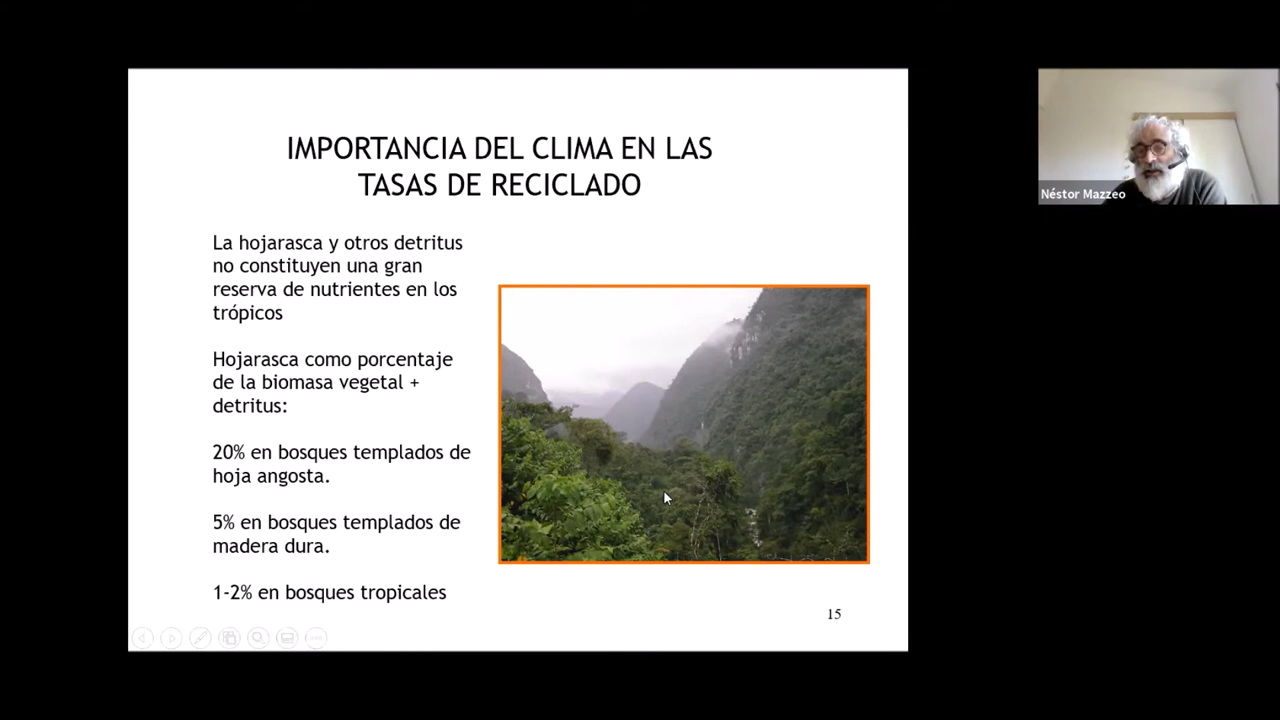 IMPORTANCIA DEL CLIMA EN LAS
TASAS DE RECICLADO
La hojarasca y otros detritus
no constituyen una gran
reserva de nutrientes en los
trópicos
Hojarasca como porcentaje
de la biomasa vegetal +
detritus:
20% en bosques templados de
hoja angosta.
5% en bosques templados de
madera dura.
1-2% en bosques tropicales
15
Néstor Mazzeo